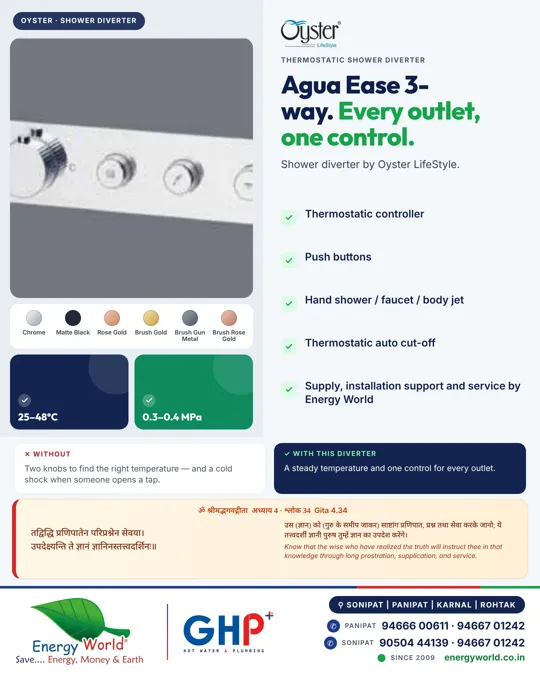 OYSTER · SHOWER DIVERTER
Oyster®
LifeStyle
THERMOSTATIC SHOWER DIVERTER
Agua Ease 3-
way. Every outlet,
one control.
Shower diverter by Oyster LifeStyle.
Thermostatic controller
Push buttons
Hand shower / faucet / body jet
Thermostatic auto cut-off
Supply, installation support and service by
Energy World
Chrome
Matte Black
Rose Gold
Brush Gold
Brush Gun
Metal
Brush Rose
Gold
25–48°C
0.3–0.4 MPa
✕ WITHOUT
Two knobs to find the right temperature — and a cold
shock when someone opens a tap.
✓ WITH THIS DIVERTER
A steady temperature and one control for every outlet.
ॐ श्रीमद्भगवद्गीता अध्याय 4 · श्लोक 34 Gita 4.34
तद्विद्धि प्रणिपातेन परिप्रश्नेन सेवया।
उपदेक्ष्यन्ति ते ज्ञानं ज्ञानिनस्तत्त्वदर्शिनः॥
उस (ज्ञान) को (गुरु के समीप जाकर) साष्टांग प्रणिपात, प्रश्न तथा सेवा करके जानो; ये
तत्त्वदर्शी ज्ञानी पुरुष तुम्हें ज्ञान का उपदेश करेंगे।
Know that the wise who have realized the truth will instruct thee in that
knowledge through long prostration, supplication, and service.
Energy World
Save.... Energy, Money & Earth
GHP+
HOT WATER & PLUMBING
SONIPAT | PANIPAT | KARNAL | ROHTAK
PANIPAT 94666 00611 · 94667 01242
SONIPAT 90504 44139 · 94667 01242
SINCE 2009 energyworld.co.in